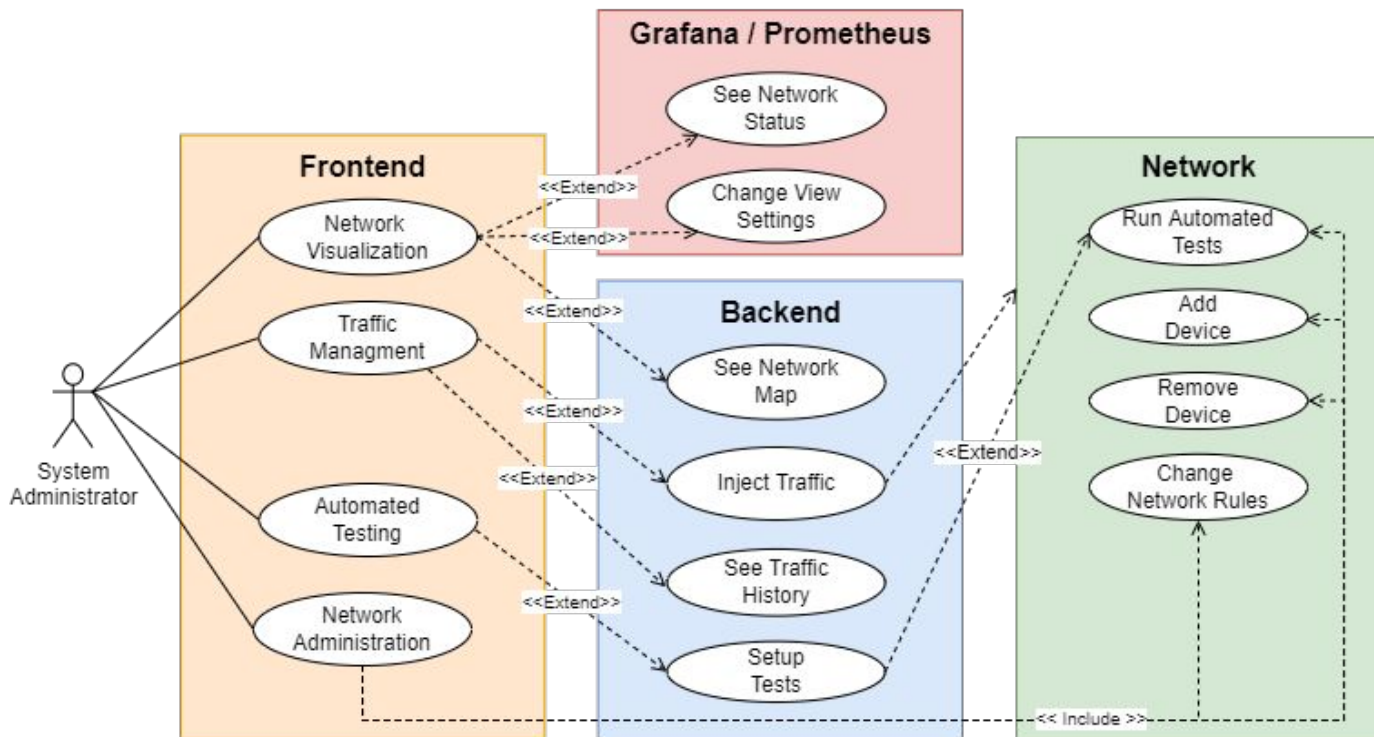 Grafana / Prometheus
See Network
Status
Change View
Settings
Frontend
Network
Visualization
Traffic
Managment
Automated
Testing
Network
Administration
System
Administrator
<<Extend>>
<<Extend>>
<<Extend>>
<<Extend>>
<<Extend>>
<<Extend>>
Backend
See Network
Map
Inject Traffic
See Traffic
History
Setup
Tests
<<Extend>>
<< Include >>
Network
Run Automated
Tests
Add
Device
Remove
Device
Change
Network Rules